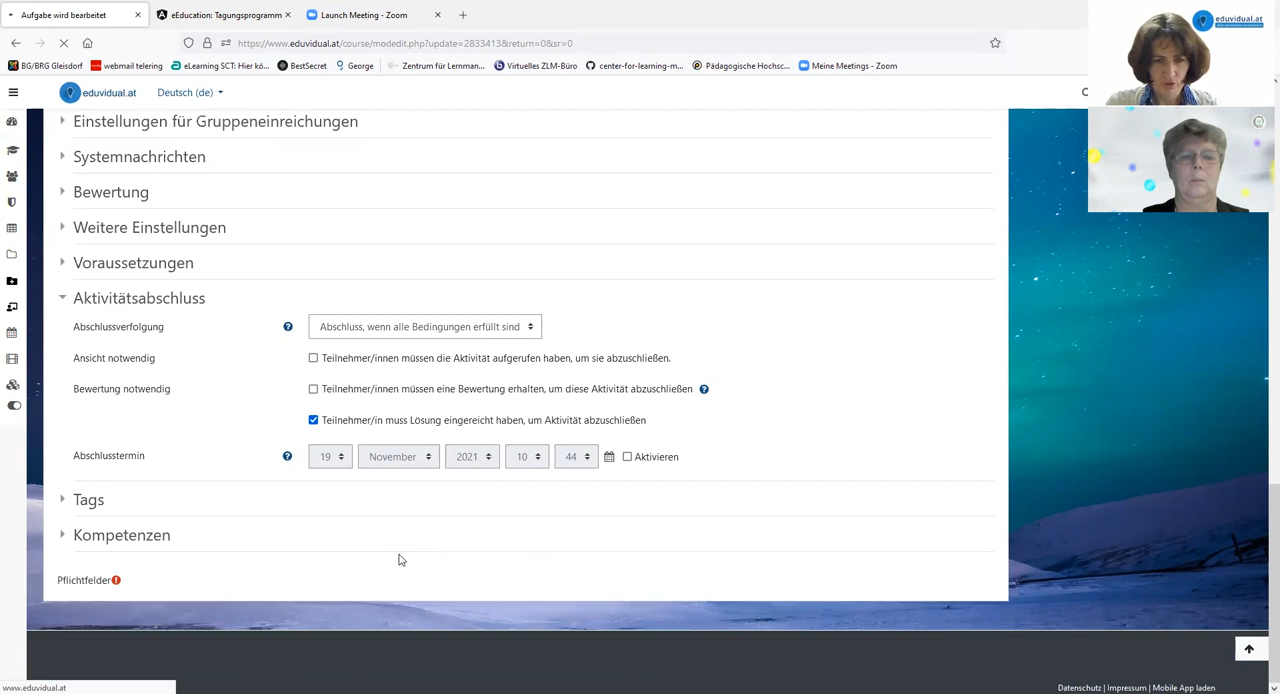 Aufgabe wird bearbeitet
eEducation: Tagungsprogramm
Launch Meeting - Zoom
https://www.eduvidual.at/course/modedit.php?update=2833413&return=0&sr=0
BG/BRG Gleisdorf
webmail telering
eLearning SCT: Hier kö...
BestSecret
George
Zentrum für Lernman...
Virtuelles ZLM-Büro
center-for-learning-m...
Pädagogische Hochsc...
Meine Meetings - Zoom
eduvidual.at
eduvidual.at
Deutsch (de)
Einstellungen für Gruppeneinreichungen
Systemnachrichten
Bewertung
Weitere Einstellungen
Voraussetzungen
Aktivitätsabschluss
Abschlussverfolgung
Abschluss, wenn alle Bedingungen erfüllt sind
Ansicht notwendig
Teilnehmer/innen müssen die Aktivität aufgerufen haben, um sie abzuschließen.
Bewertung notwendig
Teilnehmer/innen müssen eine Bewertung erhalten, um diese Aktivität abzuschließen
Teilnehmer/in muss Lösung eingereicht haben, um Aktivität abzuschließen
Abschlusstermin
19 November 2021 10 44 Aktivieren
Tags
Kompetenzen
Pflichtfelder
www.eduvidual.at
Datenschutz | Impressum | Mobile App laden